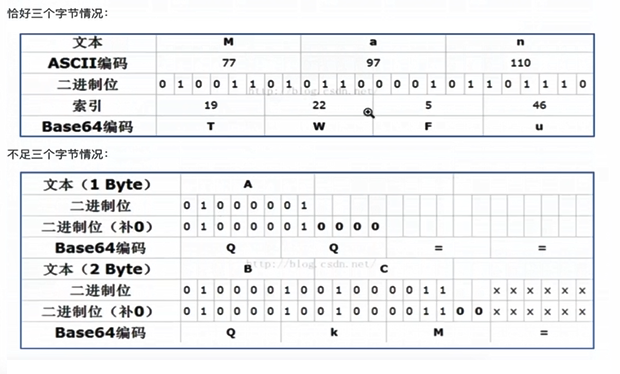 恰好三个字节情况：
文本 M a n
ASCII编码 77 97 110
二进制位 0 1 0 0 1 1 0 1 0 1 1 0 0 0 0 1 0 1 1 0 1 1 1 0
http://blog.csdn.net/
索引 19 22 5 46
Base64编码 T W F u
不足三个字节情况：
文本（1 Byte） A
二进制位 0 1 0 0 0 0 0 1
二进制位（补0） 0 1 0 0 0 0 0 1 0 0 0 0
Base64编码 Q Q = =
http://blog.csdn.net/
文本（2 Byte） B C
二进制位 0 1 0 0 0 0 1 0 0 1 0 0 0 0 1 1 x x x x x x
二进制位（补0） 0 1 0 0 0 0 1 0 0 1 0 0 0 0 1 1 0 0 x x x x x x
Base64编码 Q k M =